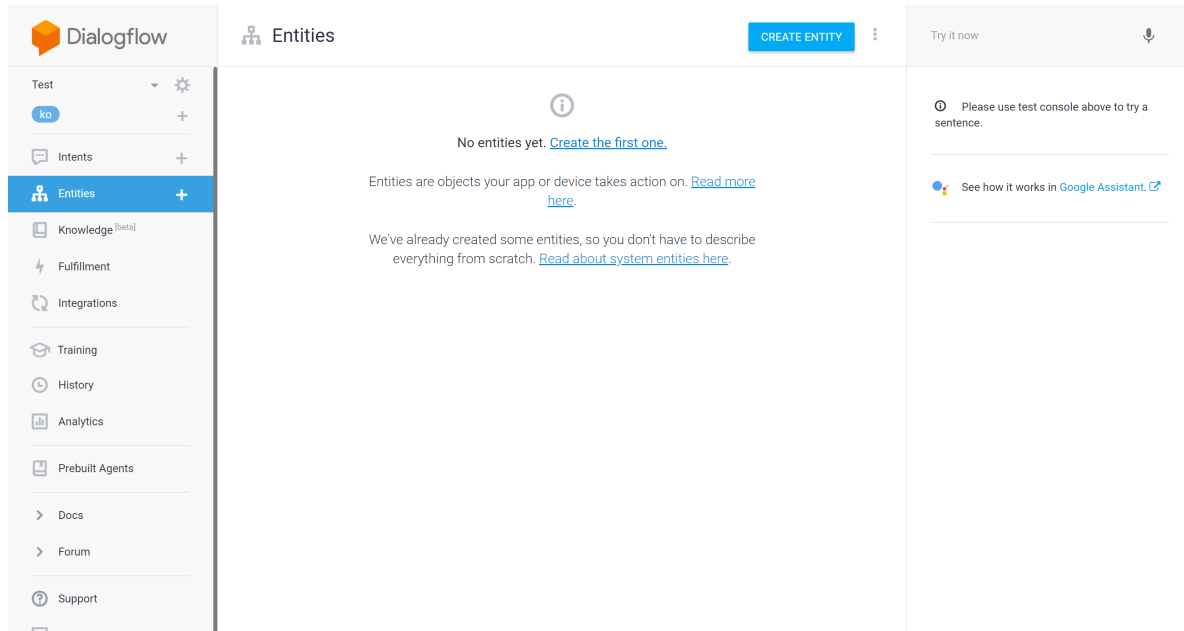 Dialogflow
Test
ko
Intents
Entities
Knowledge [beta]
Fulfillment
Integrations
Training
History
Analytics
Prebuilt Agents
Docs
Forum
Support
Entities
CREATE ENTITY
No entities yet. Create the first one.
Entities are objects your app or device takes action on. Read more
here.
We've already created some entities, so you don't have to describe
everything from scratch. Read about system entities here.
Try it now
Please use test console above to try a
sentence.
See how it works in Google Assistant.